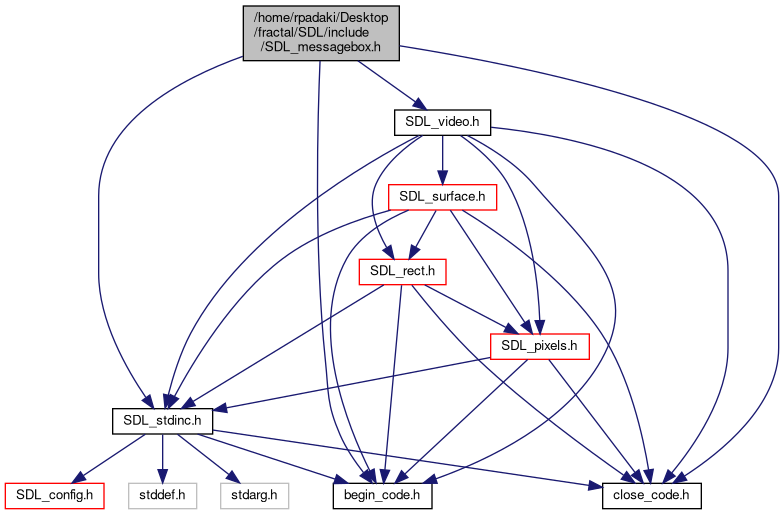 /home/rpadaki/Desktop
/fractal/SDL/include
/SDL_messagebox.h
SDL_video.h
SDL_surface.h
SDL_rect.h
SDL_pixels.h
SDL_stdinc.h
SDL_config.h
stddef.h
stdarg.h
begin_code.h
close_code.h